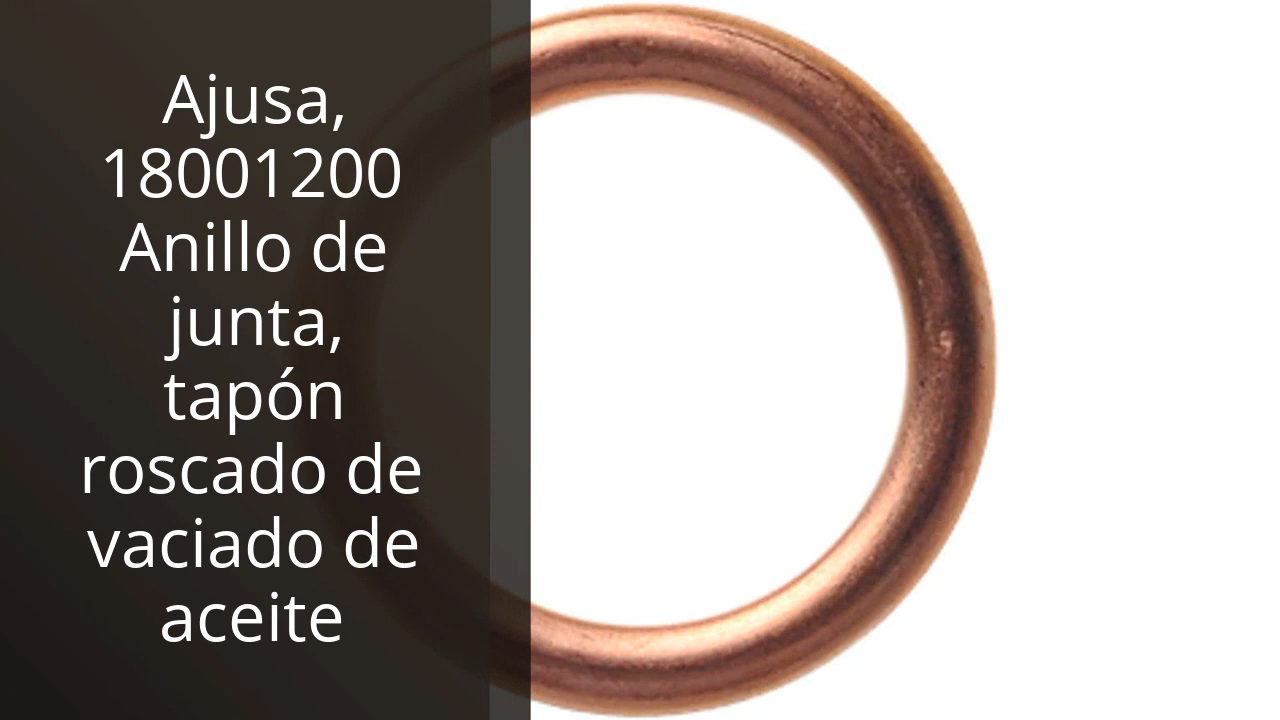 Ajusa,
18001200
Anillo de
junta,
tapón
roscado de
vaciado de
aceite